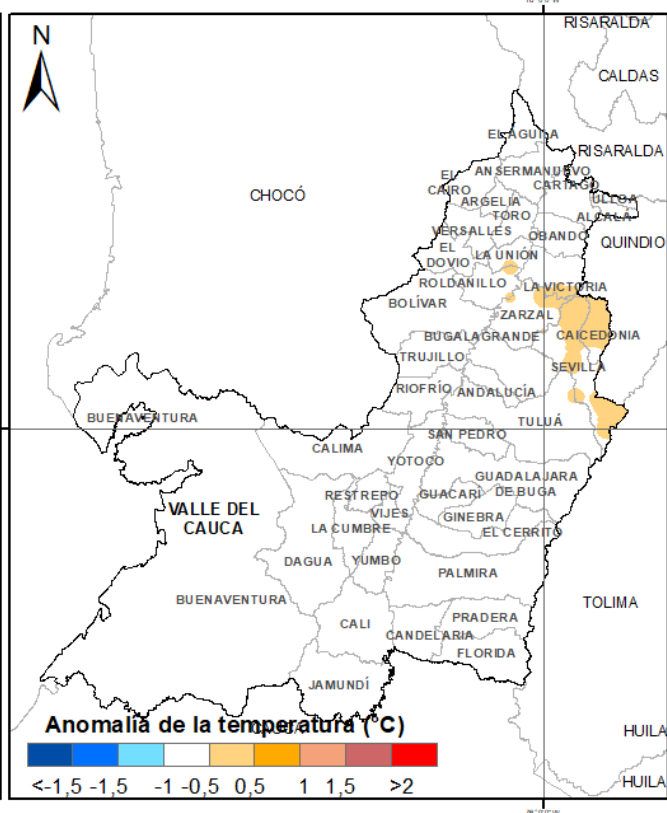 RISARALDA
N
CALDAS
EL AGUILA
RISARALDA
ANSERMANUEVO
EL
CAIRO
CARTAGO
CHOCÓ
ARGELIA
ULLOA
TORO
ALCALÁ
VERSALLES
OBANDO
QUINDIO
EL
DOVIO
LA UNIÓN
ROLDANILLO
LA VICTORIA
BOLÍVAR
ZARZAL
BUGALAGRANDE
CAICEDONIA
TRUJILLO
SEVILLA
RIOFRÍO
ANDALUCÍA
BUENAVENTURA
TULUÁ
SAN PEDRO
CALIMA
YOTOCO
GUADALAJARA
DE BUGA
RESTREPO
GUACARÍ
VALLE DEL
CAUCA
VIJES
GINEBRA
LA CUMBRE
EL CERRITO
DAGUA
YUMBO
PALMIRA
BUENAVENTURA
TOLIMA
PRADERA
CALI
CANDELARIA
FLORIDA
JAMUNDÍ
Anomalía de la temperatura (°C)
CAUCA
HUILA
<-1,5 -1,5 -1 -0,5 0,5 1 1,5 >2
HUILA